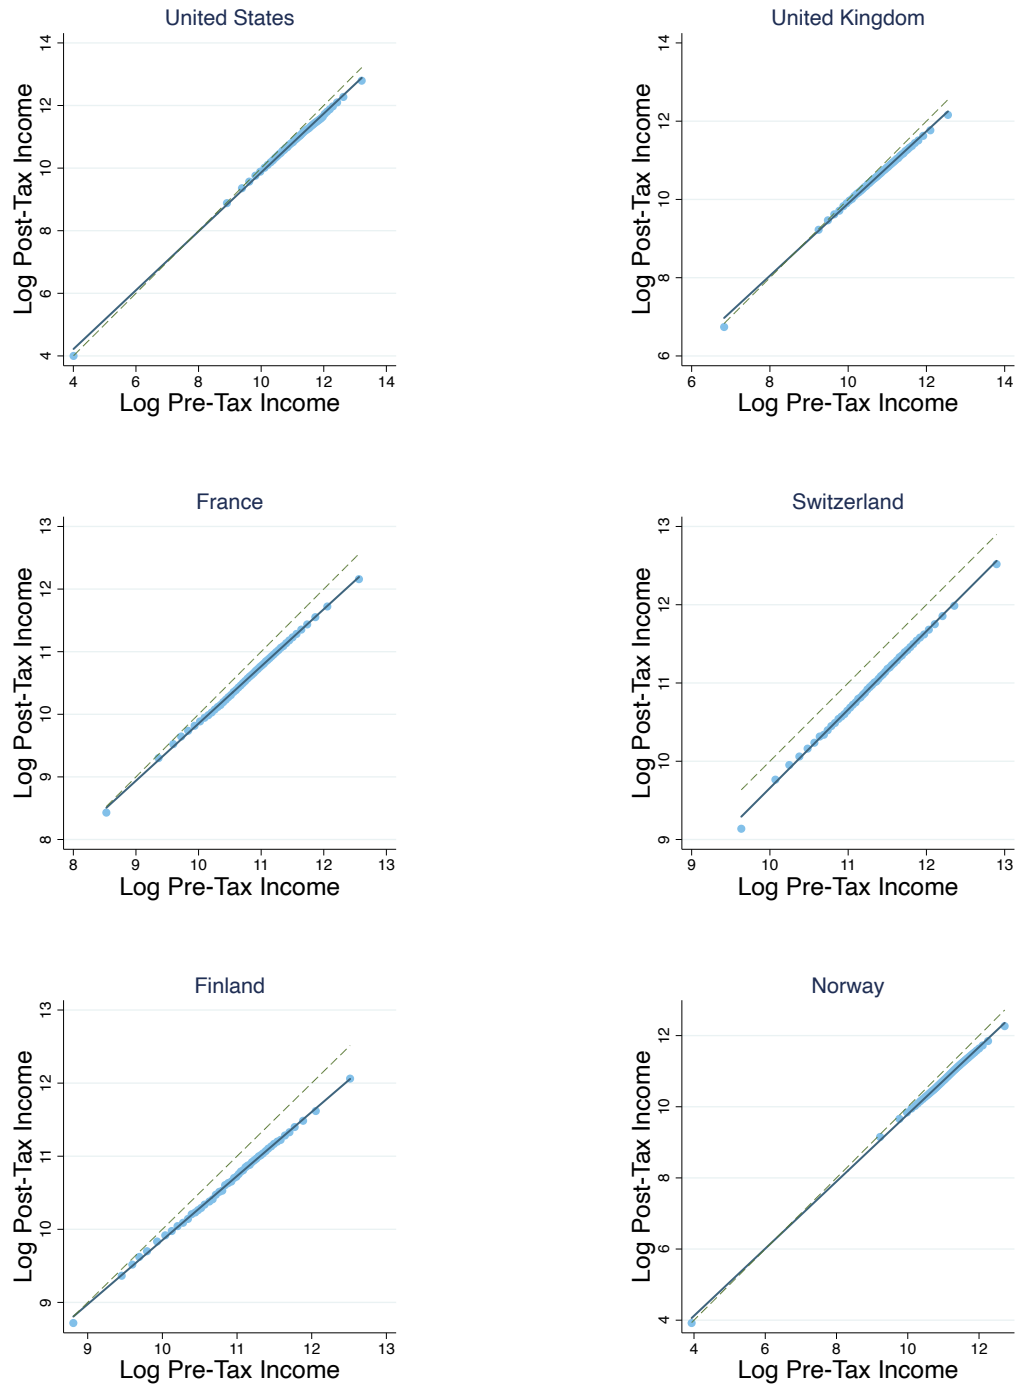 United States
14
12
10
8
6
4
Log Post-Tax Income
4 6 8 10 12 14
Log Pre-Tax Income
United Kingdom
14
12
10
8
6
Log Post-Tax Income
6 8 10 12 14
Log Pre-Tax Income
France
13
12
11
10
9
8
Log Post-Tax Income
8 9 10 11 12 13
Log Pre-Tax Income
Switzerland
13
12
11
10
9
Log Post-Tax Income
9 10 11 12 13
Log Pre-Tax Income
Finland
13
12
11
10
9
Log Post-Tax Income
9 10 11 12 13
Log Pre-Tax Income
Norway
12
10
8
6
4
Log Post-Tax Income
4 6 8 10 12
Log Pre-Tax Income